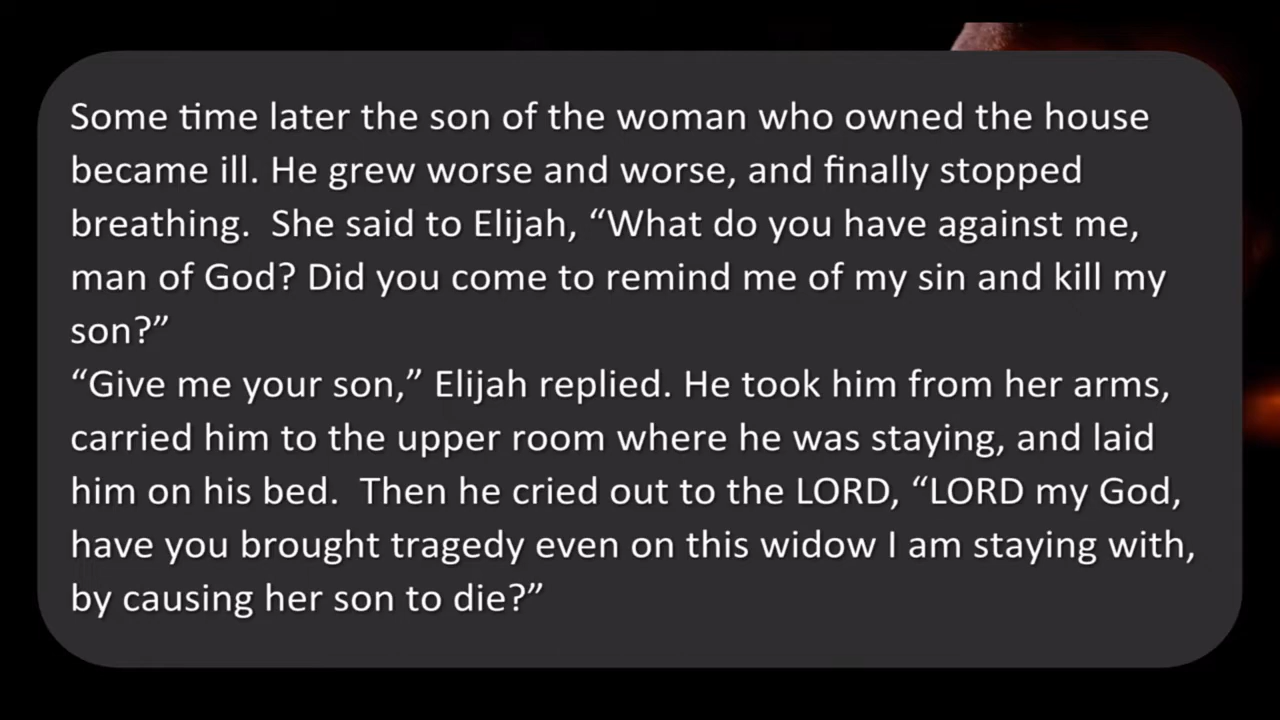 Some time later the son of the woman who owned the house
became ill. He grew worse and worse, and finally stopped
breathing.  She said to Elijah, “What do you have against me,
man of God? Did you come to remind me of my sin and kill my
son?”
“Give me your son,” Elijah replied. He took him from her arms,
carried him to the upper room where he was staying, and laid
him on his bed.  Then he cried out to the LORD, “LORD my God,
have you brought tragedy even on this widow I am staying with,
by causing her son to die?”